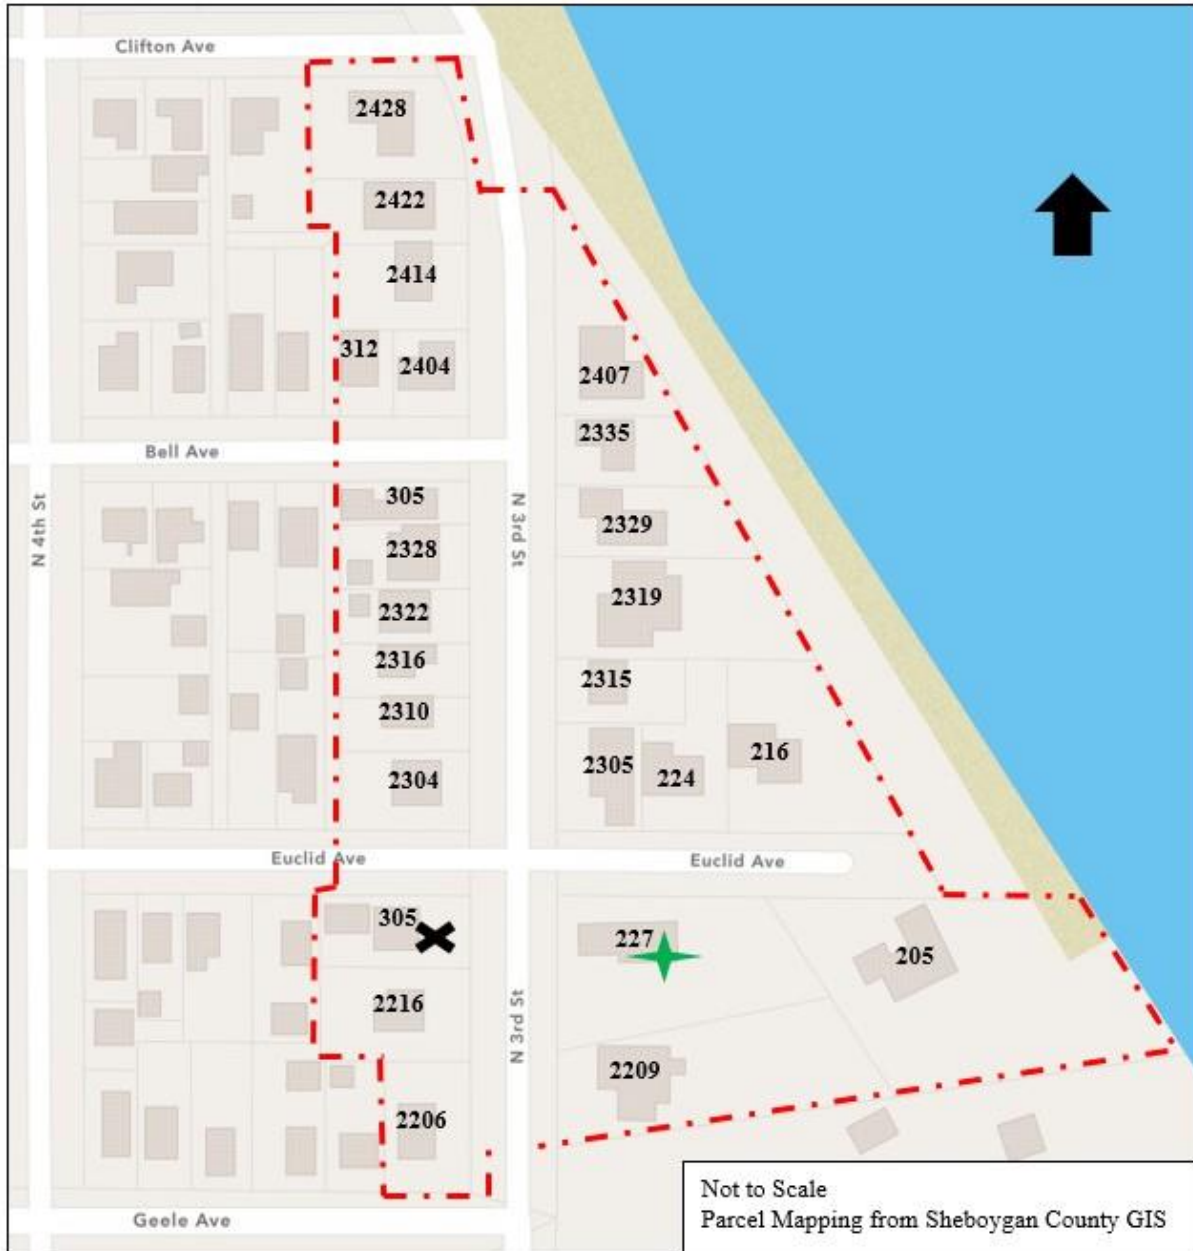 Clifton Ave
2428
2422
2414
312
2404
2407
2335
Bell Ave
N 4th St
N 3rd St
305
2328
2329
2322
2319
2316
2315
2310
2305
224
216
2304
Euclid Ave
Euclid Ave
305
227
205
2216
N 3rd St
2209
2206
Geele Ave
Not to Scale
Parcel Mapping from Sheboygan County GIS